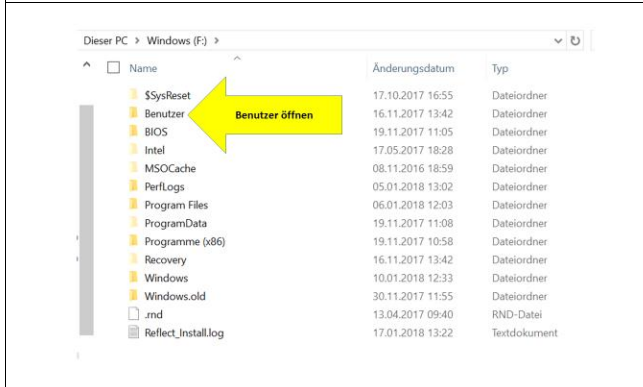 Dieser PC > Windows (F:) >
Name Änderungsdatum Typ
$SysReset 17.10.2017 16:55 Dateiordner
Benutzer Benutzer öffnen 16.11.2017 13:42 Dateiordner
BIOS 19.11.2017 11:05 Dateiordner
Intel 17.05.2017 18:28 Dateiordner
MSOCache 08.11.2016 18:59 Dateiordner
PerfLogs 05.01.2018 13:02 Dateiordner
Program Files 06.01.2018 12:03 Dateiordner
ProgramData 19.11.2017 11:08 Dateiordner
Programme (x86) 19.11.2017 10:58 Dateiordner
Recovery 16.11.2017 13:42 Dateiordner
Windows 10.01.2018 12:33 Dateiordner
Windows.old 30.11.2017 11:55 Dateiordner
.rnd 13.04.2017 09:40 RND-Datei
Reflect_Install.log 17.01.2018 13:22 Textdokument